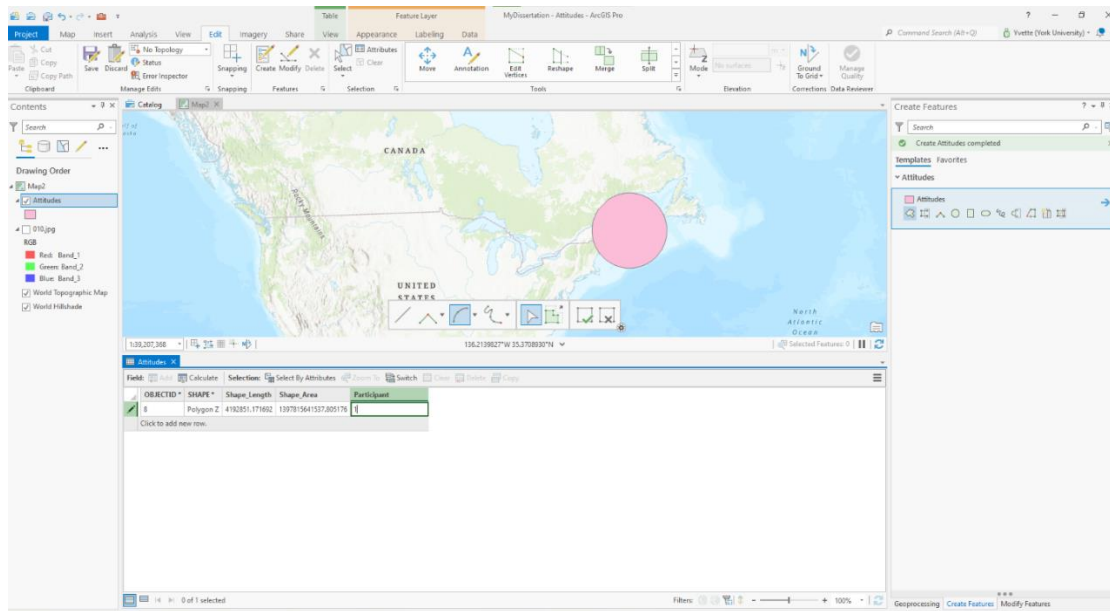 Table
Feature Layer
MyDissertation - Attitudes - ArcGIS Pro
Project Map Insert Analysis View Edit Imagery Share View Appearance Labeling Data
Command Search (Alt+Q)
Yvette (York University)
Cut
Copy
Copy Path
Paste
Clipboard
Save Discard
No Topology
Status
Error Inspector
Manage Edits
Snapping
Snapping
Create Modify Delete
Features
Select
Attributes
Clear
Selection
Move Annotation Edit Vertices Reshape Merge Split
Tools
Mode
No surfaces
Elevation
Ground To Grid
Corrections
Manage Quality
Data Reviewer
Contents
Search
Drawing Order
Map2
Attitudes
010.jpg
RGB
Red: Band_1
Green: Band_2
Blue: Band_3
World Topographic Map
World Hillshade
Catalog Map2
CANADA
Rocky Mountains
UNITED
STATES
North
Atlantic
Ocean
1:39,207,368
136.2139827°W 35.3708930°N
Selected Features: 0
Attitudes
Field: Add Calculate Selection: Select By Attributes Zoom To Switch Clear Delete Copy
OBJECTID * SHAPE * Shape_Length Shape_Area Participant
8 Polygon Z 4192851.171692 1397815641537.805176 1
Click to add new row.
0 of 1 selected
Filters:
100%
Create Features
Search
Create Attitudes completed
Templates Favorites
Attitudes
Attitudes
Geoprocessing Create Features Modify Features